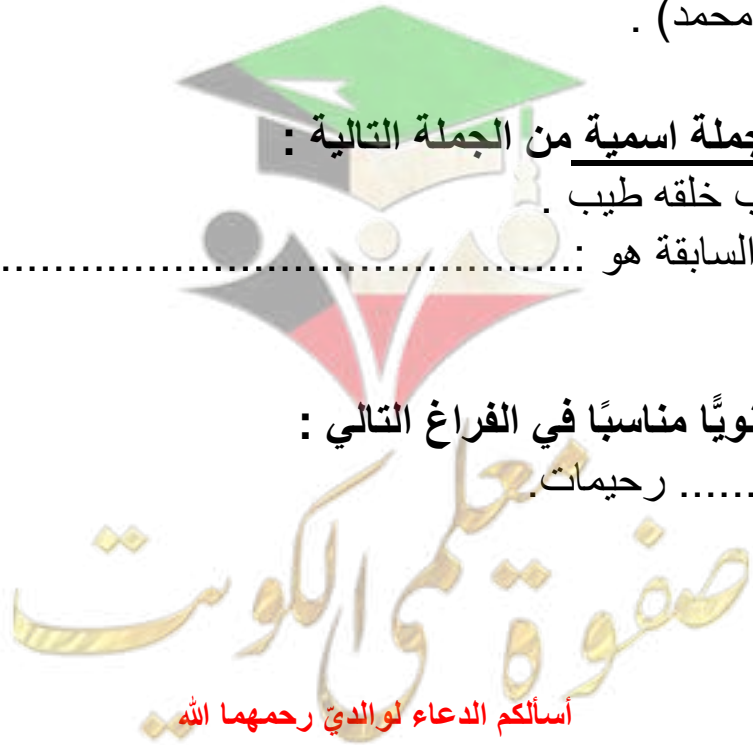 محمد) .
جملة اسمية من الجملة التالية :
ب خلقه طيب .
السابقة هو :............................................
نويًّا مناسبًا في الفراغ التالي :
...... رحيمات.
صفوة معلمي الكويت
أسألكم الدعاء لوالديّ رحمهما الله